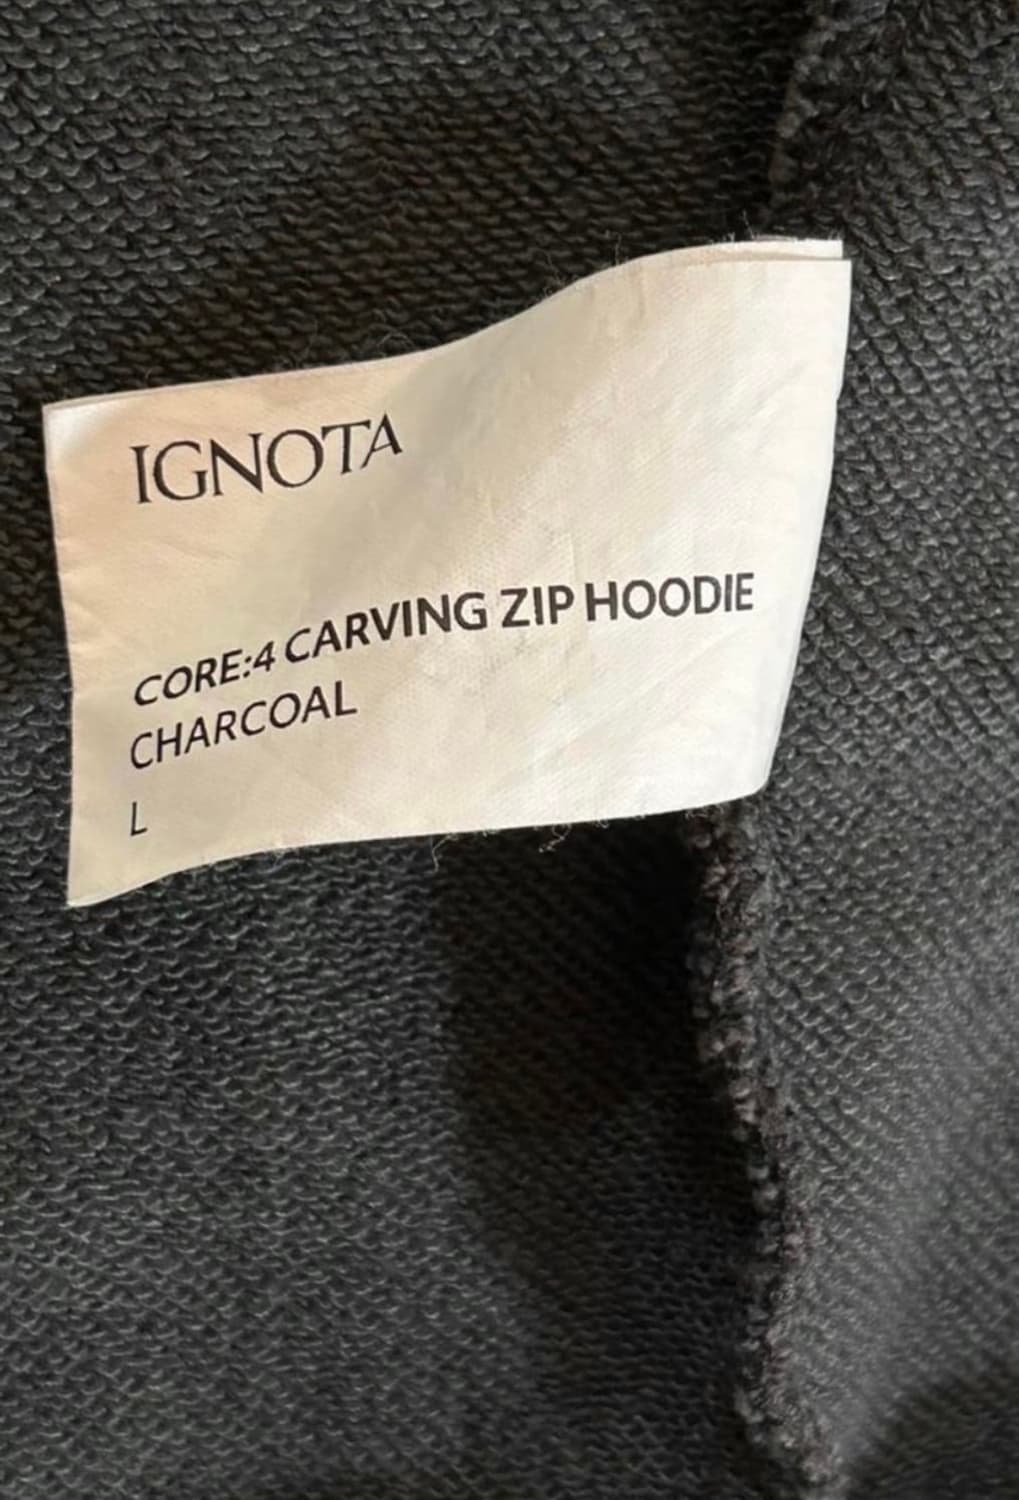 IGNOTA
CORE:4 CARVING ZIP HOODIE
CHARCOAL
L